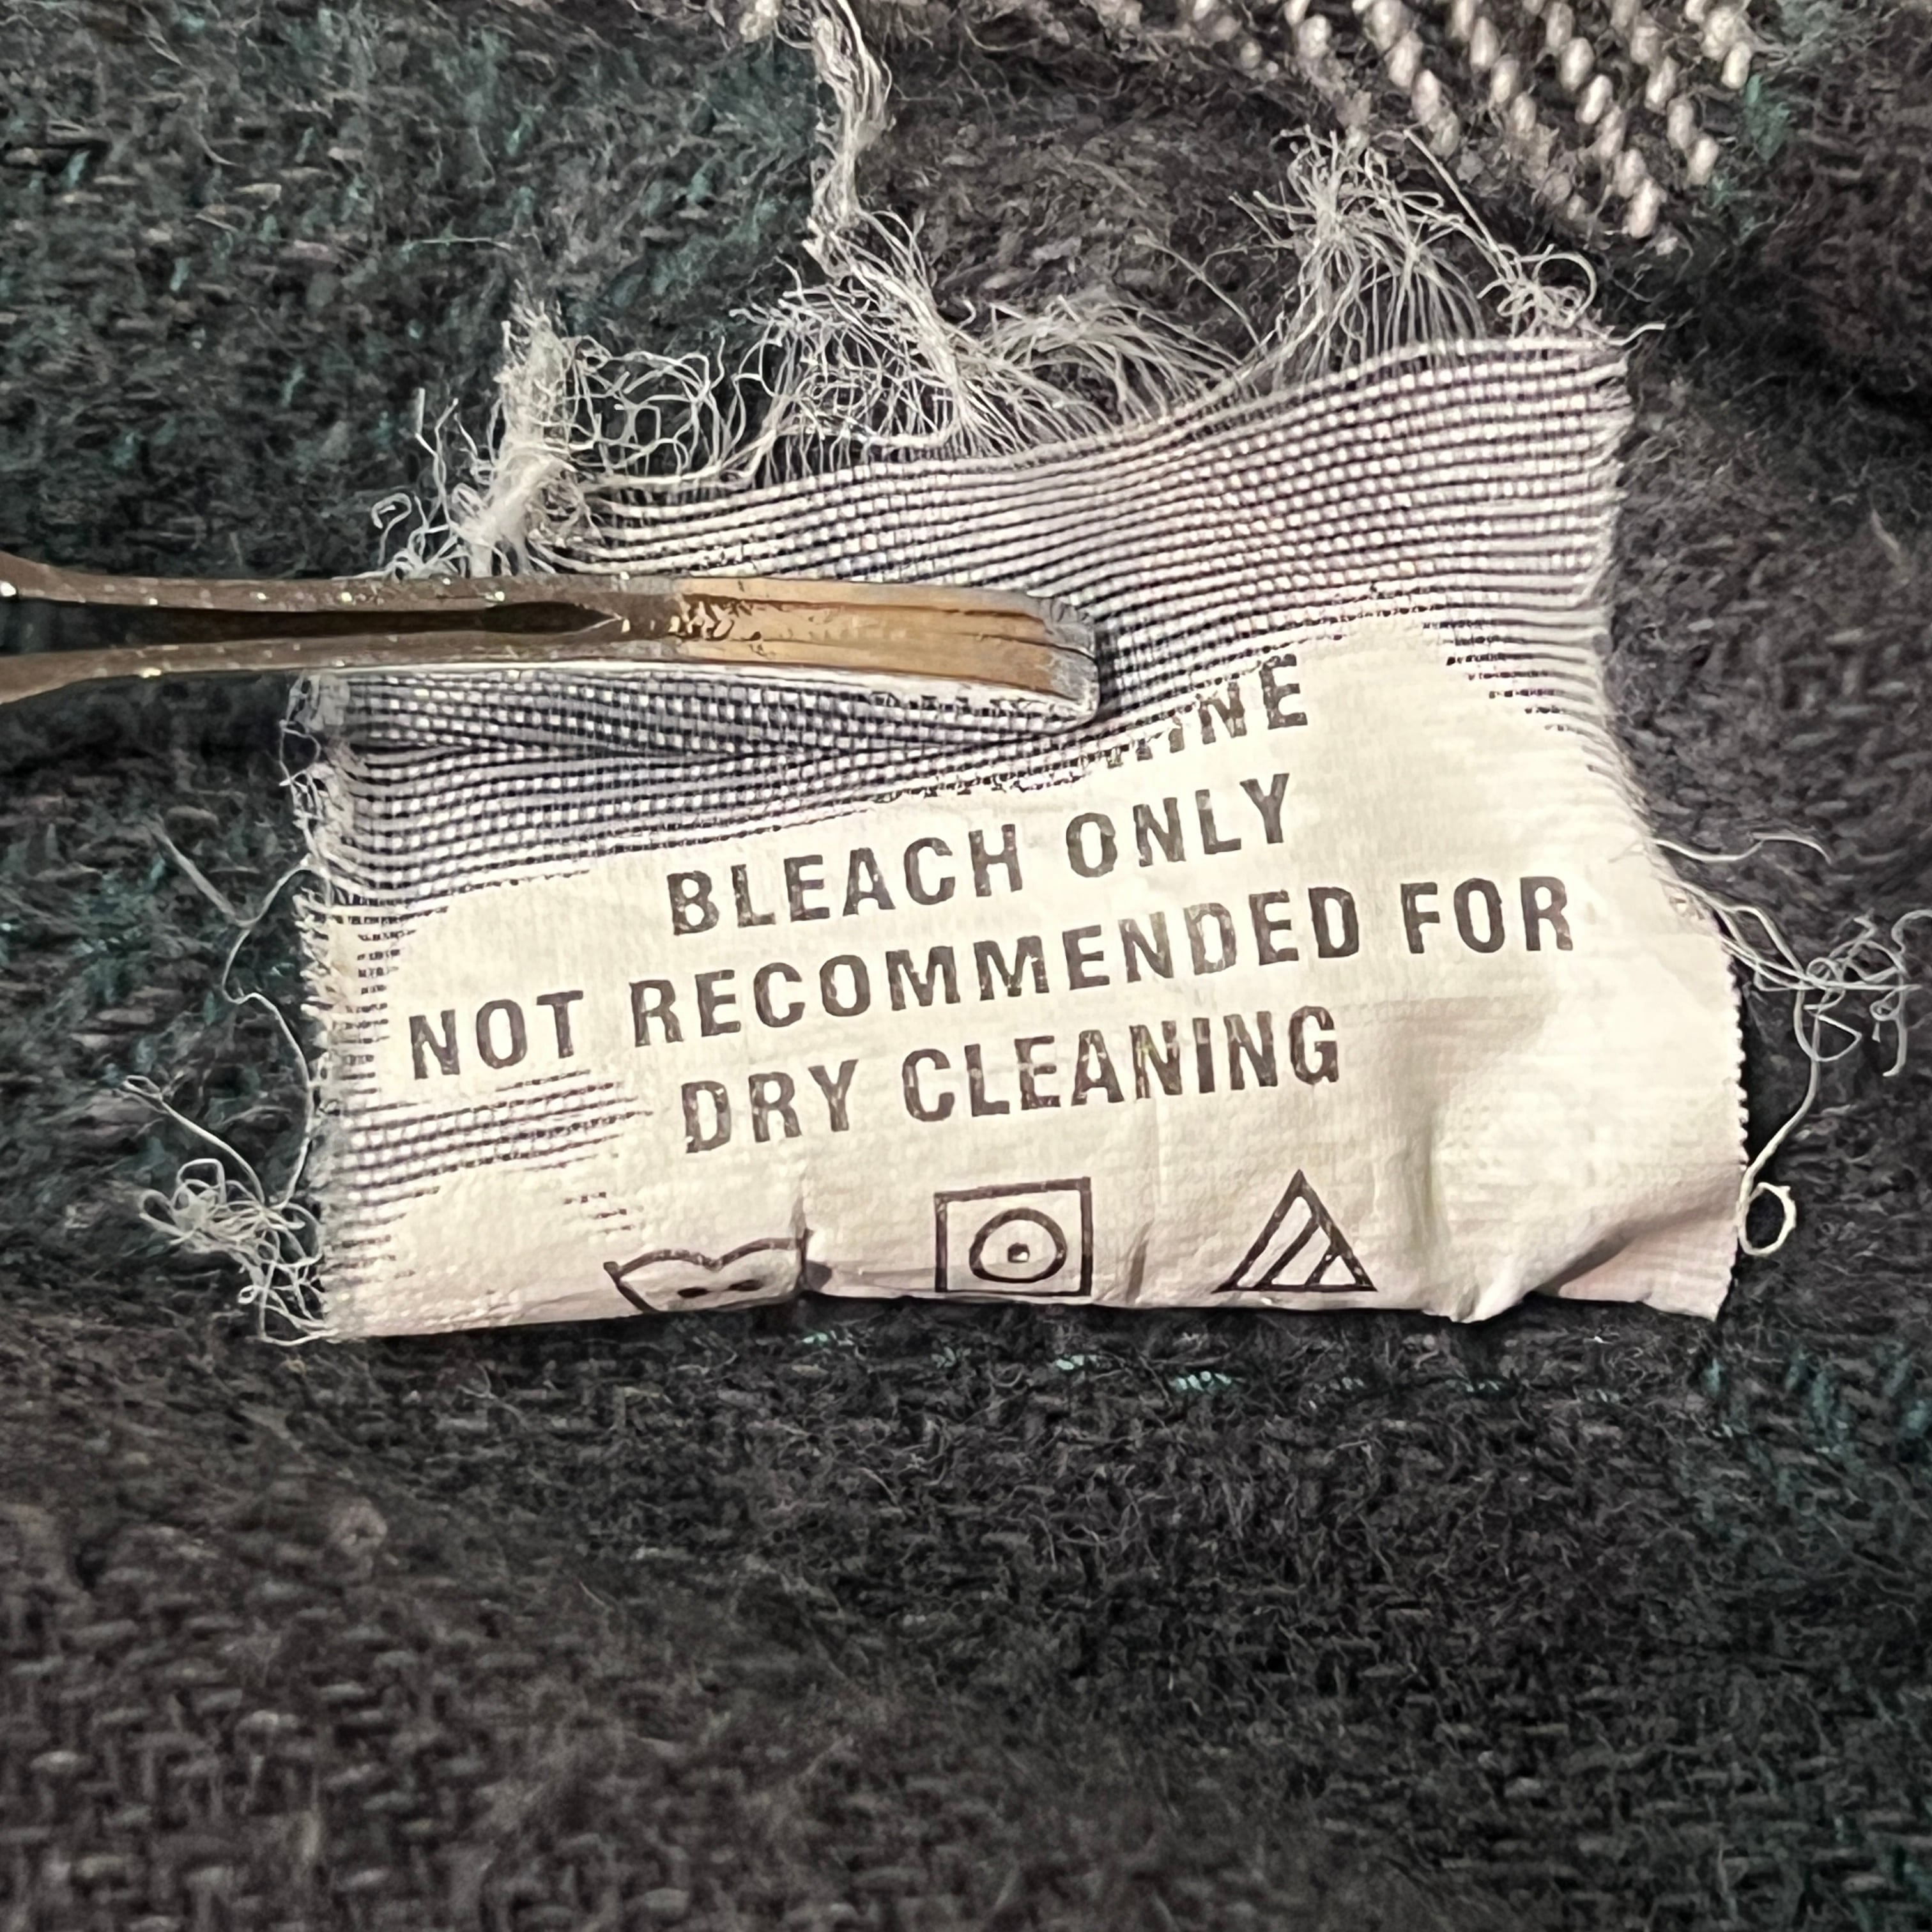 BLEACH ONLY
NOT RECOMMENDED FOR
DRY CLEANING